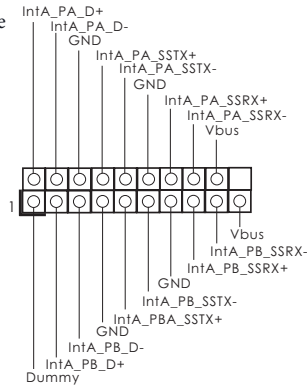 e
IntA_PA_D+
IntA_PA_D-
GND
IntA_PA_SSTX+
IntA_PA_SSTX-
GND
IntA_PA_SSRX+
IntA_PA_SSRX-
Vbus
1
Vbus
IntA_PB_SSRX-
IntA_PB_SSRX+
GND
IntA_PB_SSTX-
IntA_PBA_SSTX+
GND
IntA_PB_D-
IntA_PB_D+
Dummy